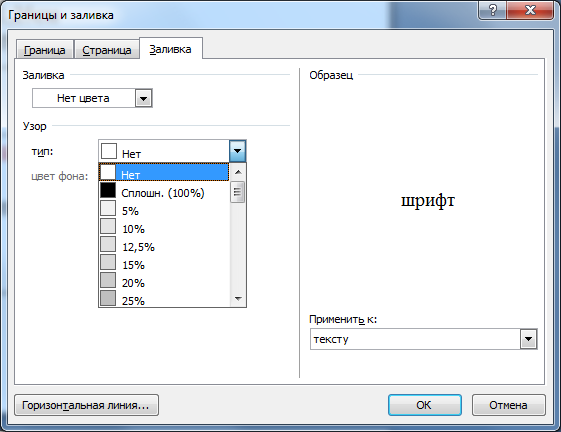 Границы и заливка
Граница Страница Заливка
Заливка
Нет цвета
Узор
тип: Нет
цвет фона:
Нет
Сплошн. (100%)
5%
10%
12,5%
15%
20%
25%
Образец
шрифт
Применить к:
тексту
Горизонтальная линия... ОК Отмена